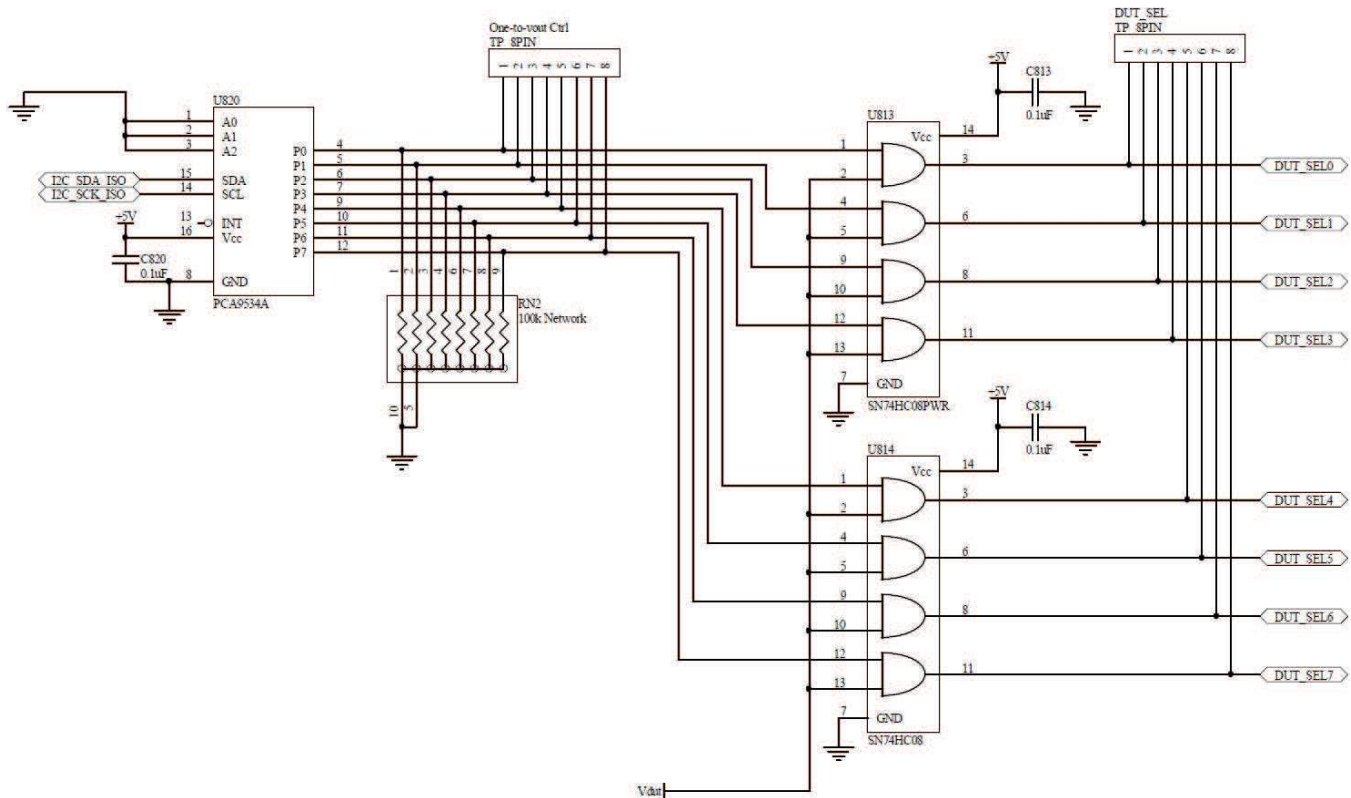 One-to-vout Ctrl
TP_8PIN
1 2 3 4 5 6 7 8
DUT_SEL
TP_8PIN
1 2 3 4 5 6 7 8
U820
1 A0
2 A1
3 A2
15 SDA
14 SCL
13 INT
16 Vcc
8 GND
P0 4
P1 5
P2 6
P3 7
P4 9
P5 10
P6 11
P7 12
PCA9534A
I2C_SDA_ISO
I2C_SCK_ISO
+5V
C820
0.1uF
1 2 3 4 6 7 8 9
RN2
100k Network
10 5
+5V
C813
0.1uF
U813
Vcc 14
1
2
3
4
5
6
9
10
8
12
13
11
7 GND
SN74HC08PWR
DUT_SEL0
DUT_SEL1
DUT_SEL2
DUT_SEL3
+5V
C814
0.1uF
U814
Vcc 14
1
2
3
4
5
6
9
10
8
12
13
11
7 GND
SN74HC08
DUT_SEL4
DUT_SEL5
DUT_SEL6
DUT_SEL7
Vdut